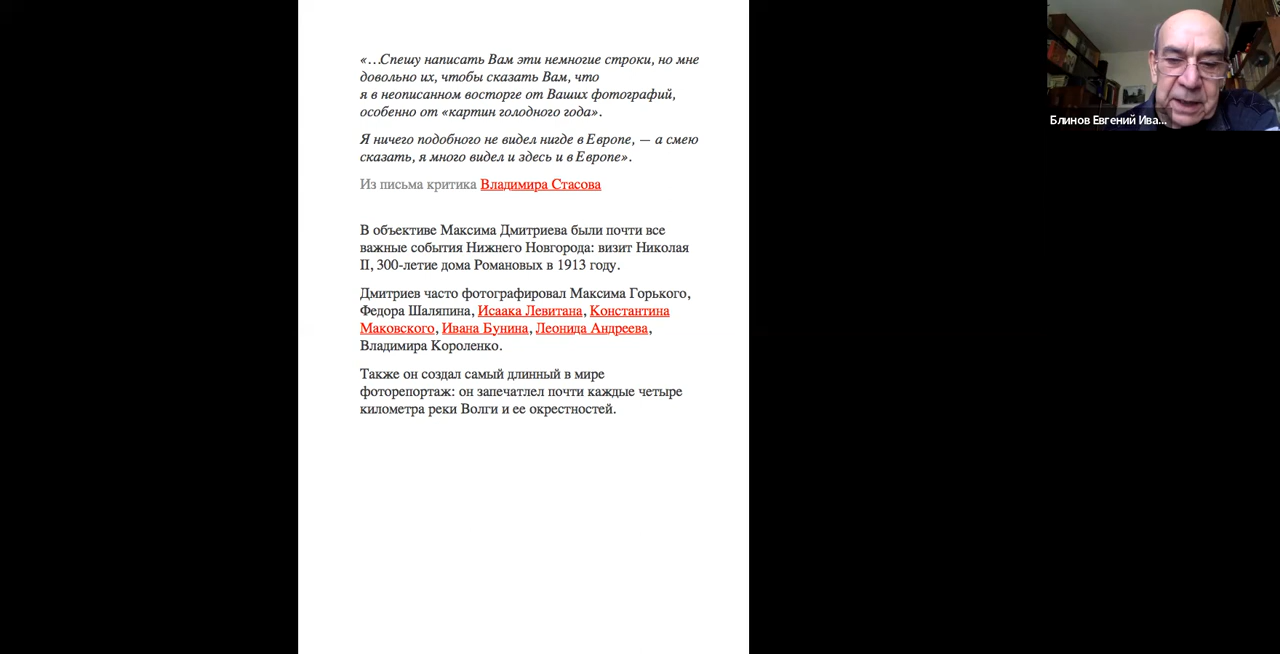 «…Спешу написать Вам эти немногие строки, но мне
довольно их, чтобы сказать Вам, что
я в неописанном восторге от Ваших фотографий,
особенно от «картин голодного года».
Я ничего подобного не видел нигде в Европе, — а смею
сказать, я много видел и здесь и в Европе».
Из письма критика Владимира Стасова
В объективе Максима Дмитриева были почти все
важные события Нижнего Новгорода: визит Николая
II, 300-летие дома Романовых в 1913 году.
Дмитриев часто фотографировал Максима Горького,
Федора Шаляпина, Исаака Левитана, Константина
Маковского, Ивана Бунина, Леонида Андреева,
Владимира Короленко.
Также он создал самый длинный в мире
фоторепортаж: он запечатлел почти каждые четыре
километра реки Волги и ее окрестностей.
Блинов Евгений Ива...